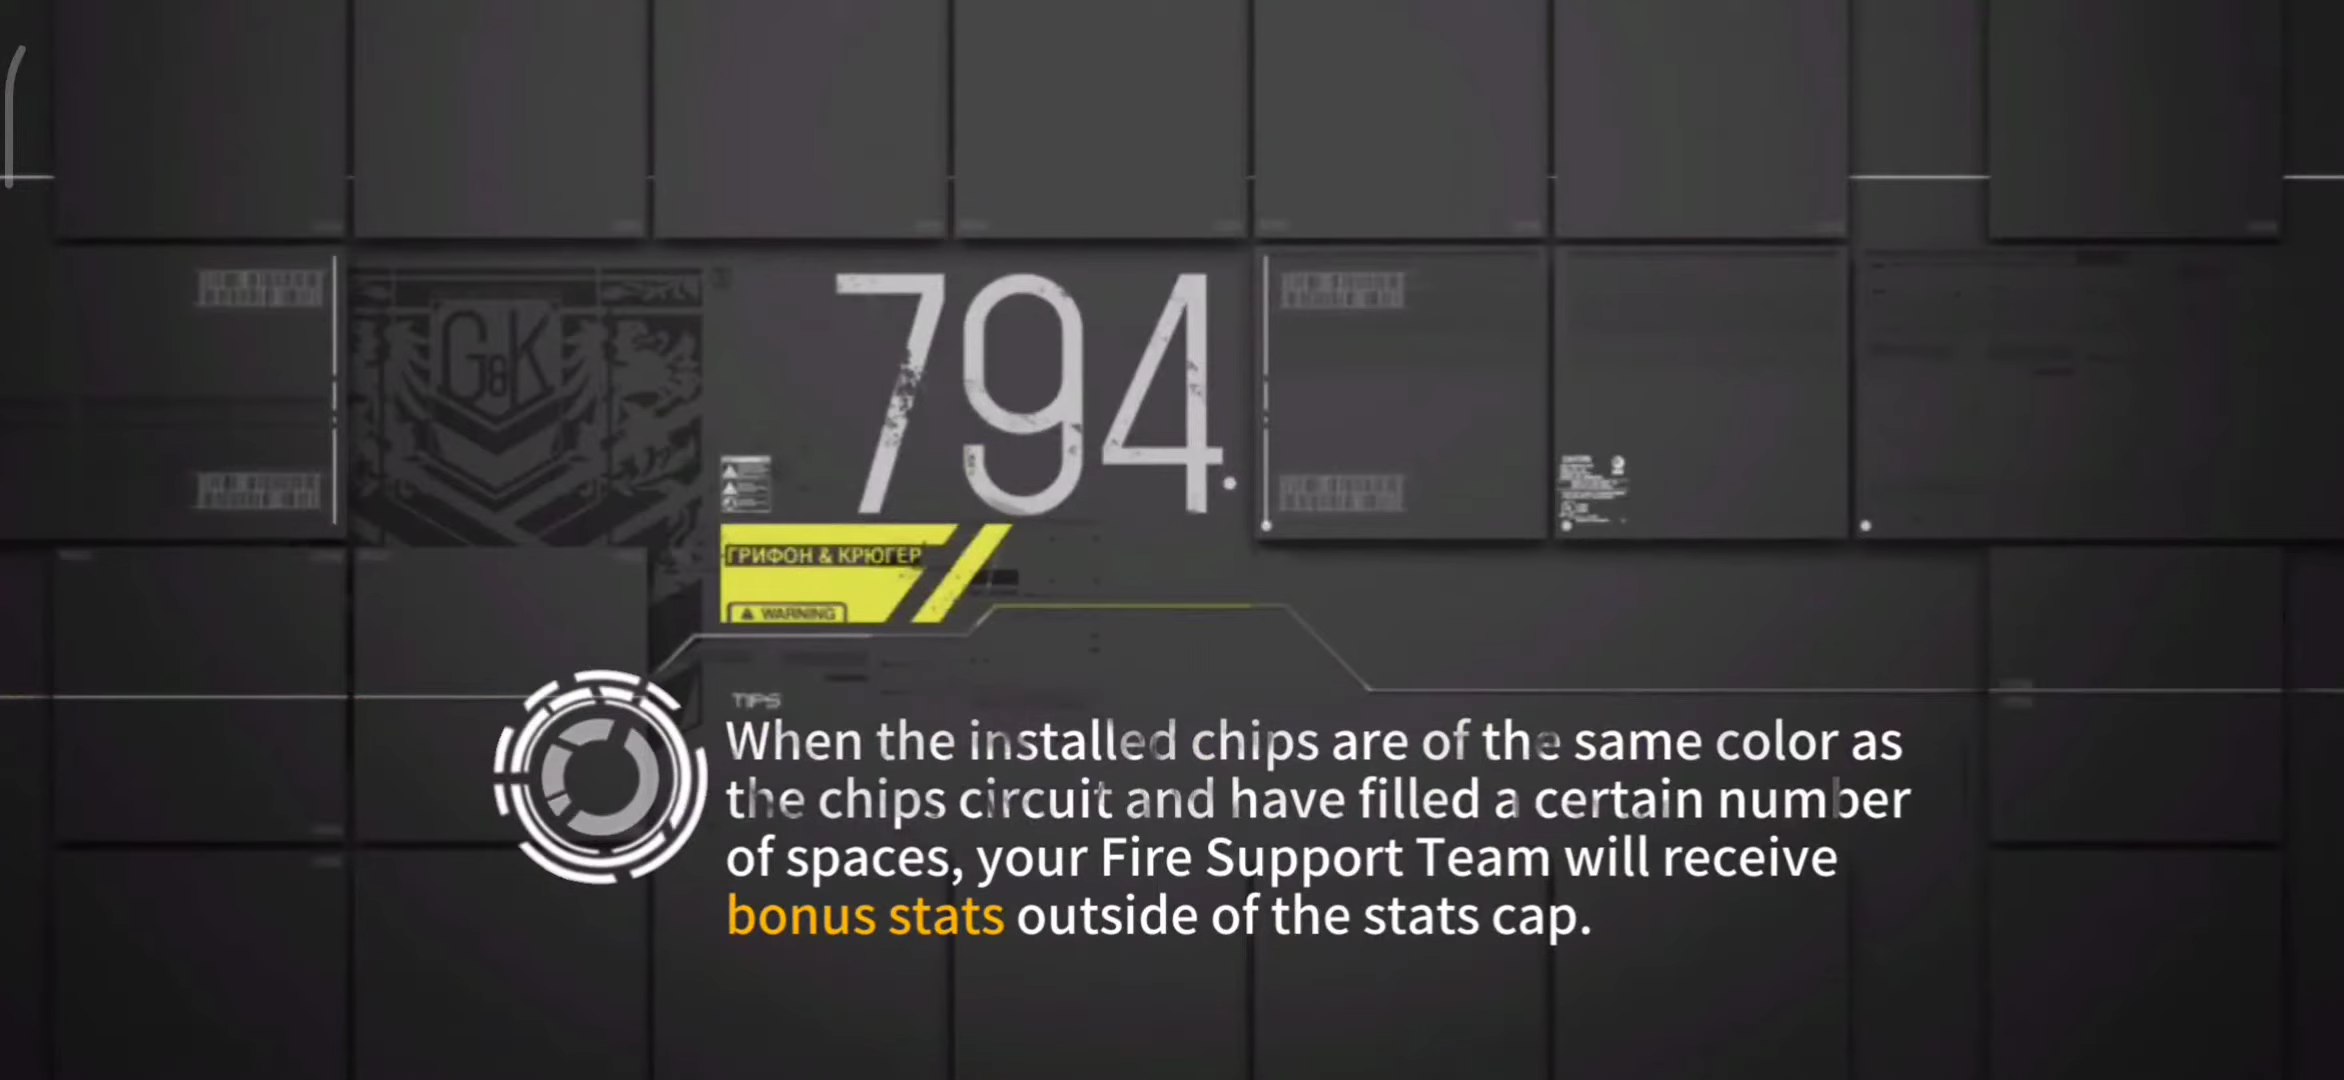 G&K
794.
ГРИФОН & КРЮГЕР
WARNING
TIPS
When the installed chips are of the same color as
the chips circuit and have filled a certain number
of spaces, your Fire Support Team will receive
bonus stats outside of the stats cap.